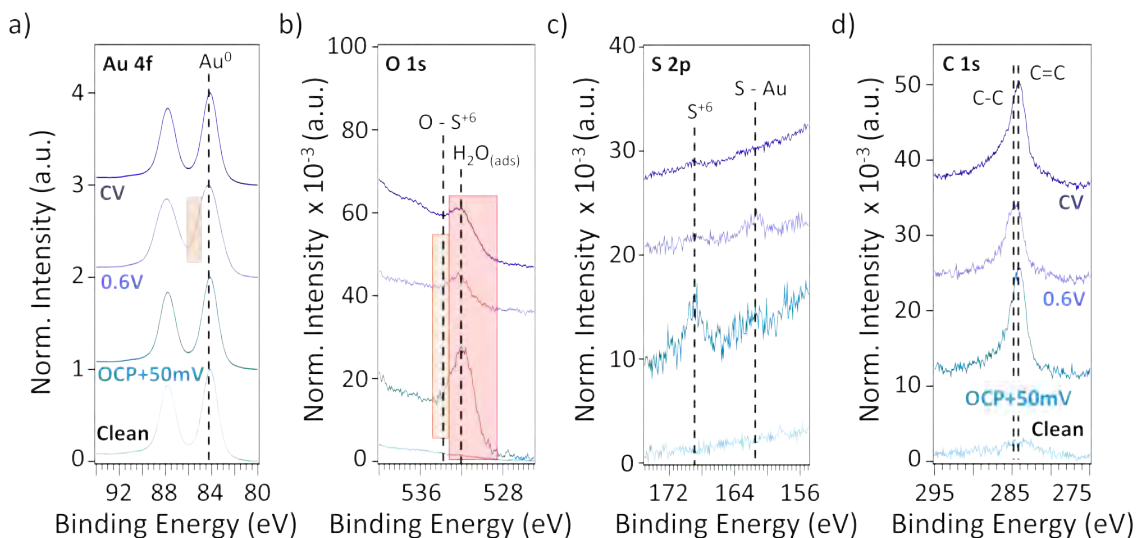 a)
Au 4f
Au⁰
4
3
2
1
0
CV
0.6V
OCP+50mV
Clean
92
88
84
80
Norm. Intensity (a.u.)
Binding Energy (eV)
b)
O 1s
O - S⁺⁶
H₂O₍ads₎
100
80
60
40
20
0
536
528
Norm. Intensity x 10⁻³ (a.u.)
Binding Energy (eV)
c)
S 2p
S⁺⁶
S - Au
40
30
20
10
0
172
164
156
Norm. Intensity x 10⁻³ (a.u.)
Binding Energy (eV)
d)
C 1s
C=C
C-C
50
40
30
20
10
0
CV
0.6V
OCP+50mV
Clean
295
285
275
Norm. Intensity x 10⁻³ (a.u.)
Binding Energy (eV)